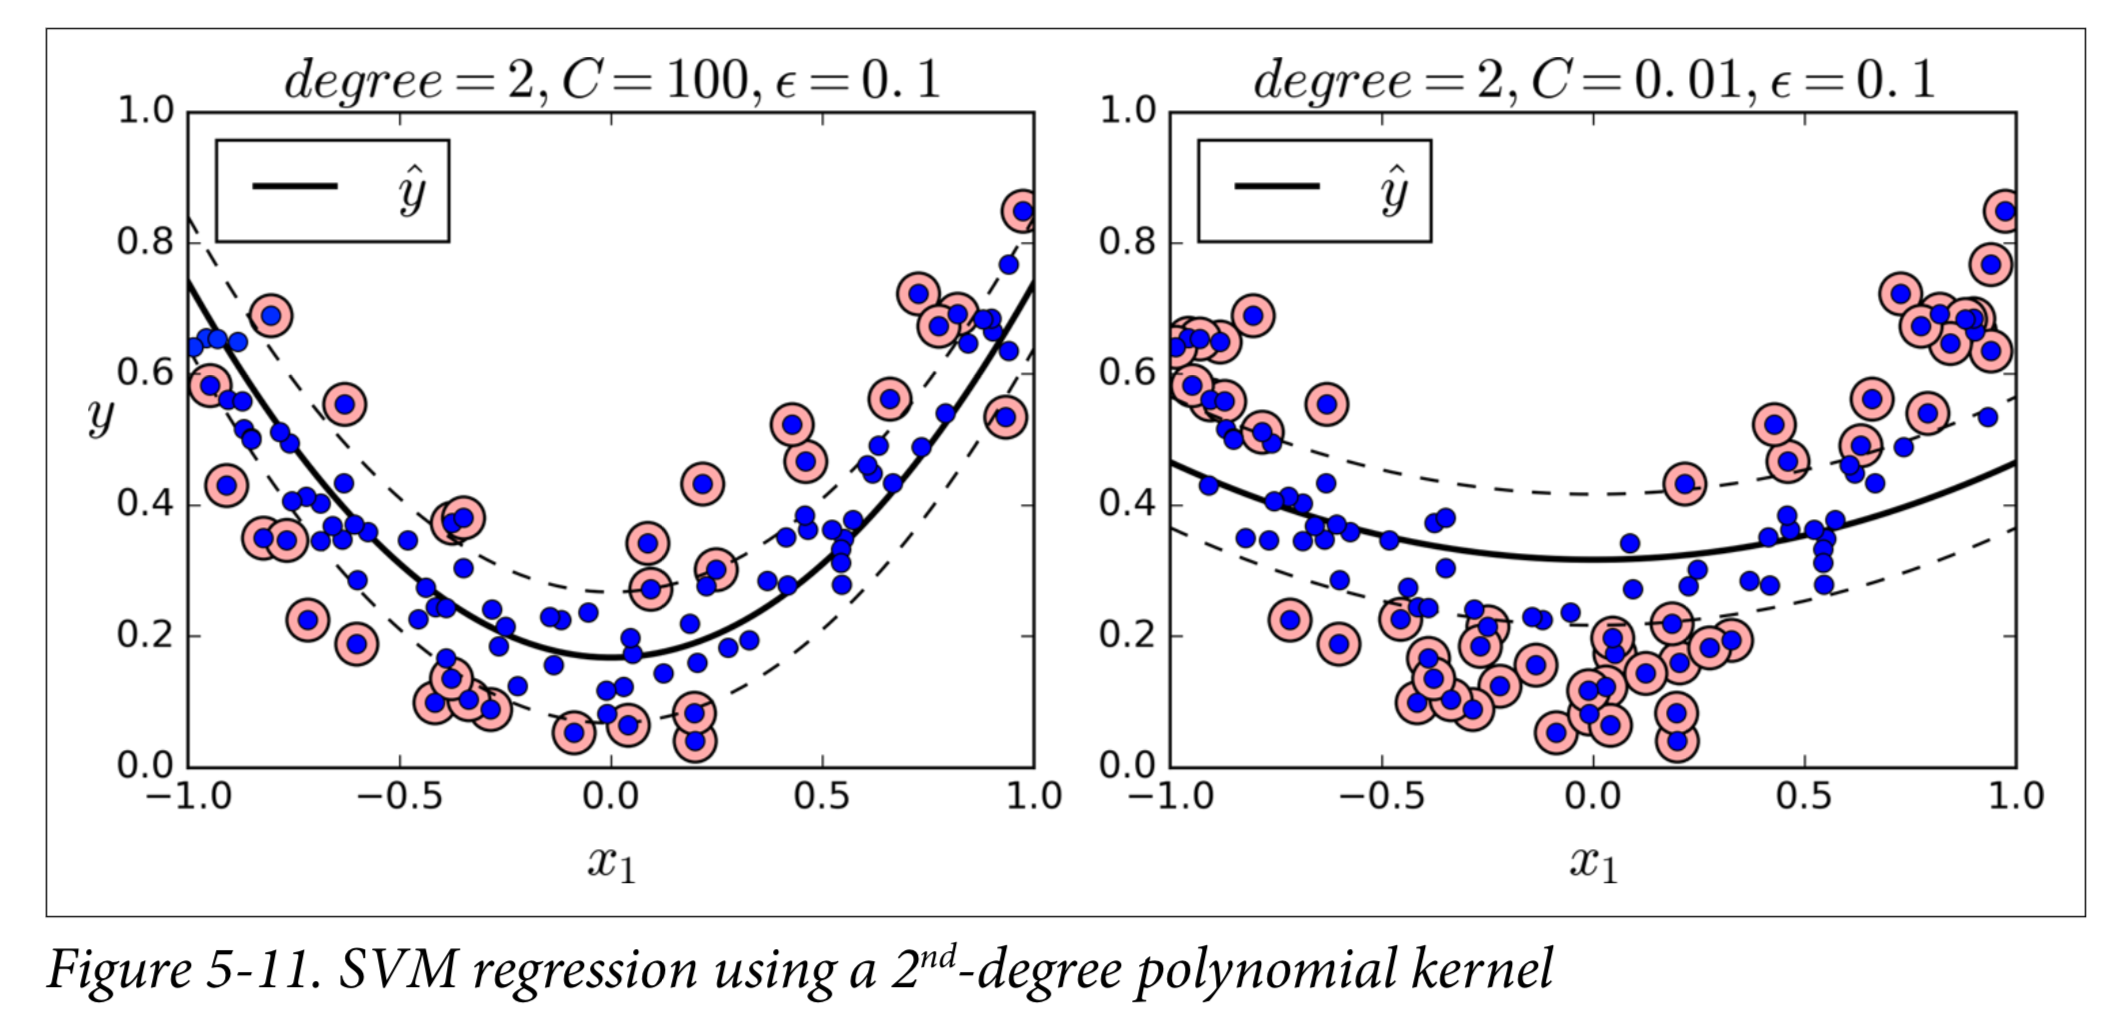 degree = 2, C = 100, ϵ = 0.1
ŷ
1.0
0.8
0.6
0.4
0.2
0.0
y
−1.0 −0.5 0.0 0.5 1.0
x₁
degree = 2, C = 0.01, ϵ = 0.1
ŷ
1.0
0.8
0.6
0.4
0.2
0.0
−1.0 −0.5 0.0 0.5 1.0
x₁
Figure 5-11. SVM regression using a 2ⁿᵈ-degree polynomial kernel